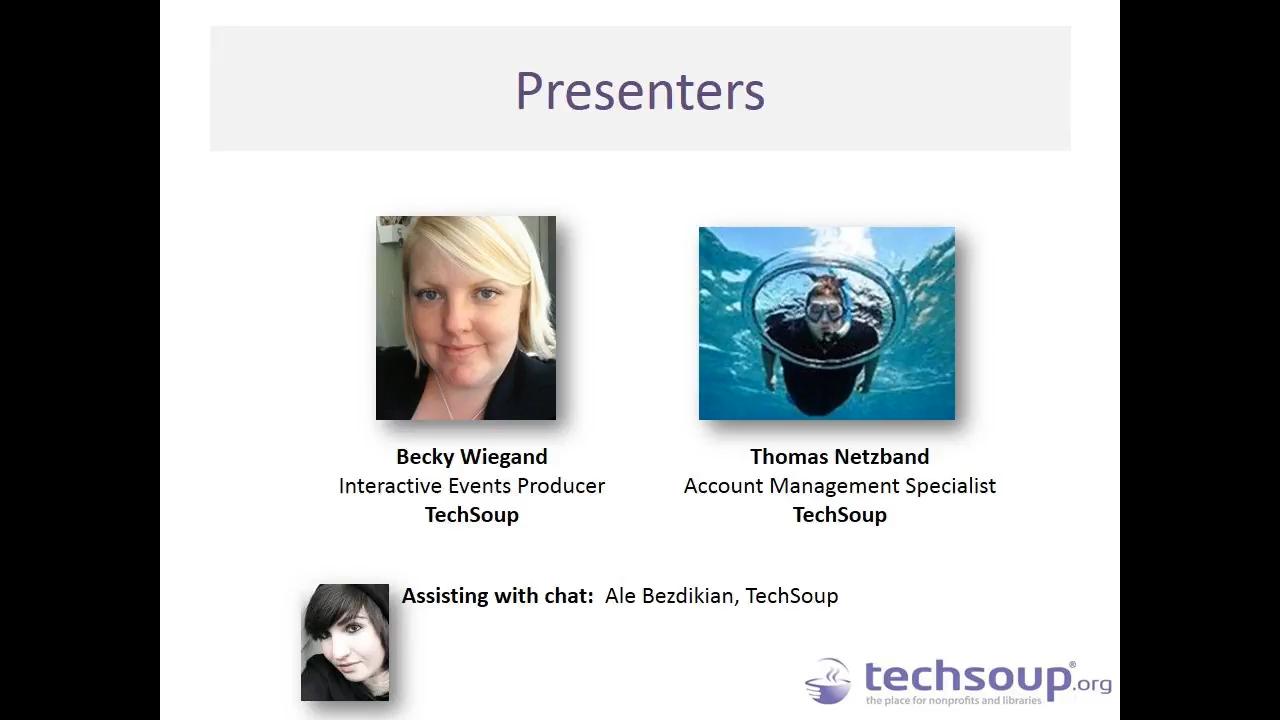 Presenters
Becky Wiegand
Interactive Events Producer
TechSoup
Thomas Netzband
Account Management Specialist
TechSoup
Assisting with chat: Ale Bezdikian, TechSoup
techsoup®.org
the place for nonprofits and libraries